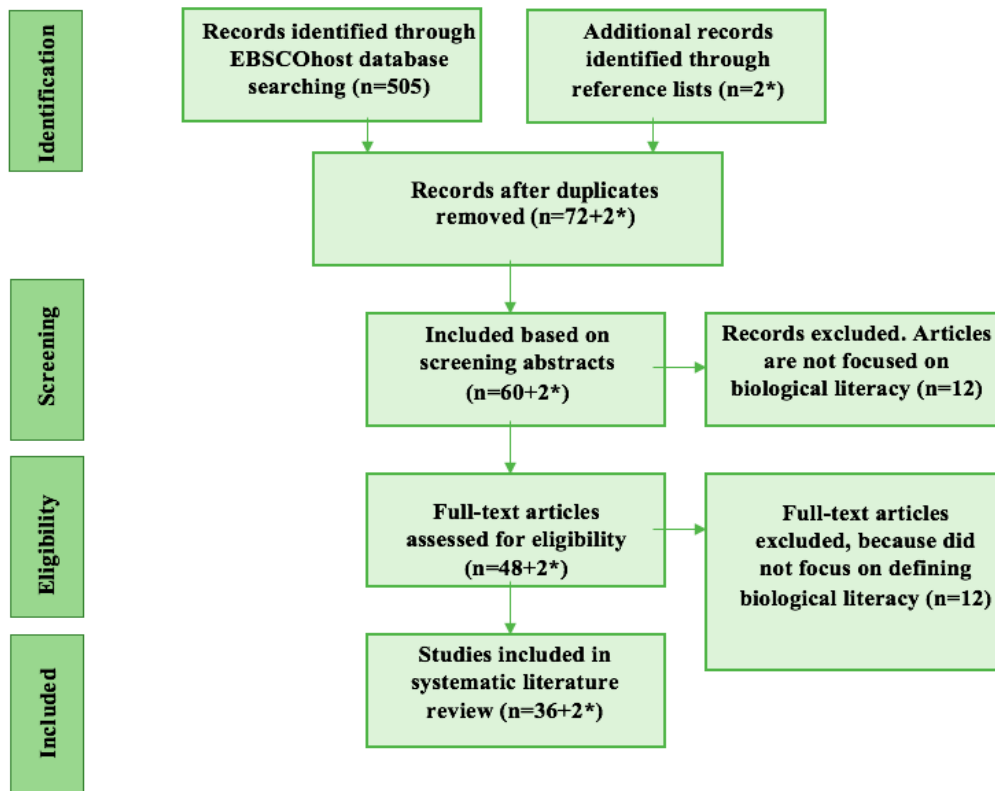 Identification
Records identified through
EBSCOhost database
searching (n=505)
Additional records
identified through
reference lists (n=2*)
Records after duplicates
removed (n=72+2*)
Screening
Included based on
screening abstracts
(n=60+2*)
Records excluded. Articles
are not focused on
biological literacy (n=12)
Eligibility
Full-text articles
assessed for eligibility
(n=48+2*)
Full-text articles
excluded, because did
not focus on defining
biological literacy (n=12)
Included
Studies included in
systematic literature
review (n=36+2*)